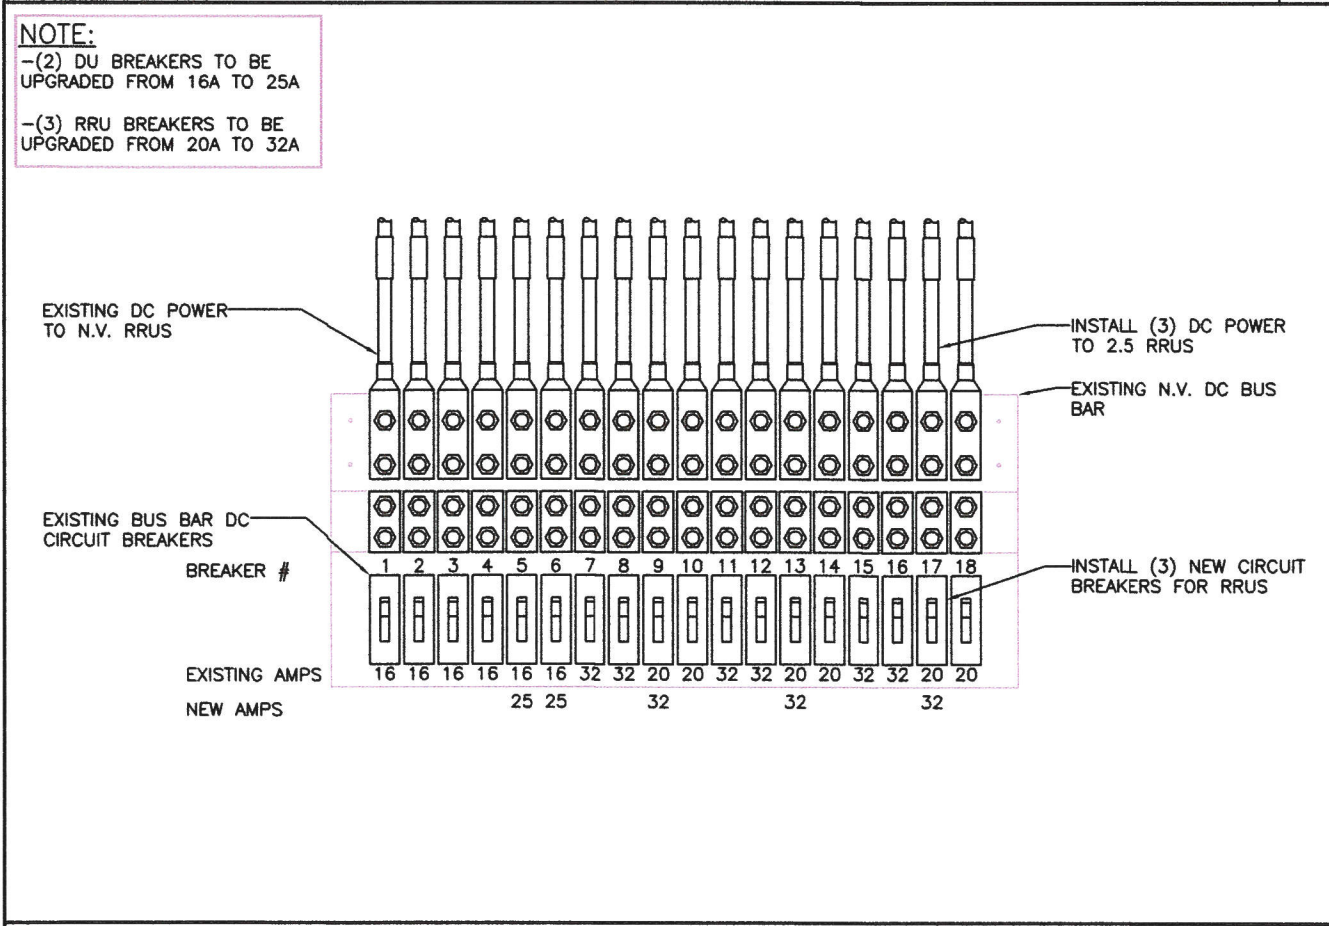 NOTE:
-(2) DU BREAKERS TO BE
UPGRADED FROM 16A TO 25A
-(3) RRU BREAKERS TO BE
UPGRADED FROM 20A TO 32A
EXISTING DC POWER
TO N.V. RRUS
INSTALL (3) DC POWER
TO 2.5 RRUS
EXISTING N.V. DC BUS
BAR
EXISTING BUS BAR DC
CIRCUIT BREAKERS
BREAKER # 1 2 3 4 5 6 7 8 9 10 11 12 13 14 15 16 17 18
INSTALL (3) NEW CIRCUIT
BREAKERS FOR RRUS
EXISTING AMPS 16 16 16 16 16 16 32 32 20 20 32 32 20 20 32 32 20 20
NEW AMPS 25 25 32 32 32